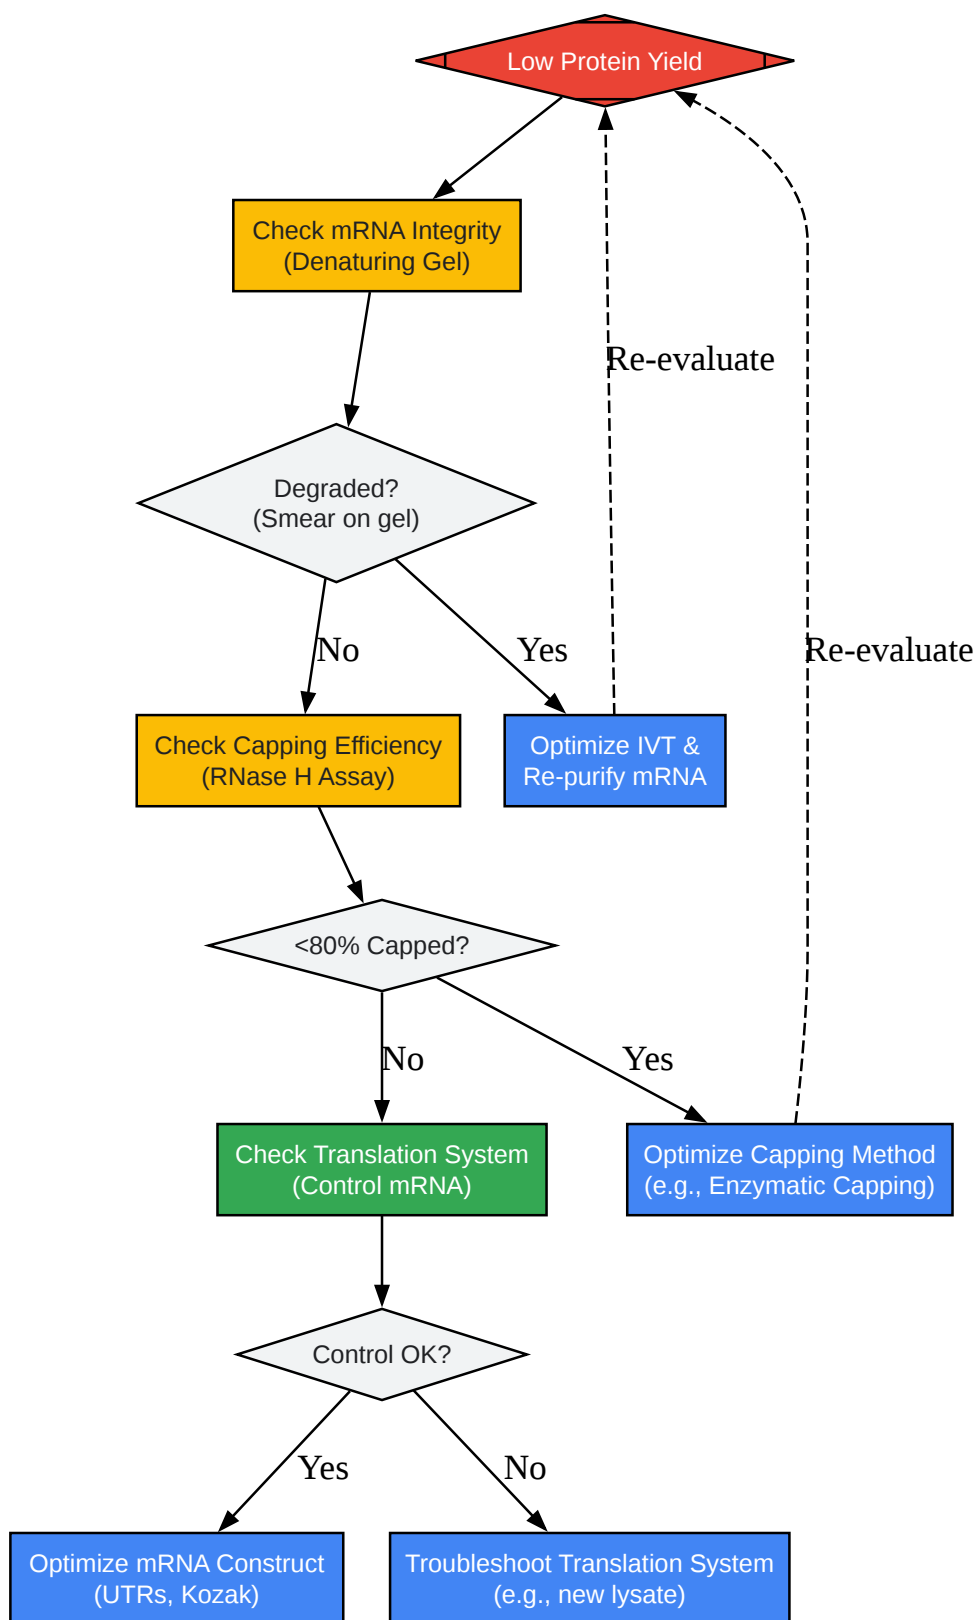 Low Protein Yield
Check mRNA Integrity
(Denaturing Gel)
Re-evaluate
Degraded?
(Smear on gel)
No
Yes
Re-evaluate
Check Capping Efficiency
(RNase H Assay)
Optimize IVT &
Re-purify mRNA
<80% Capped?
No
Yes
Check Translation System
(Control mRNA)
Optimize Capping Method
(e.g., Enzymatic Capping)
Control OK?
Yes
No
Optimize mRNA Construct
(UTRs, Kozak)
Troubleshoot Translation System
(e.g., new lysate)